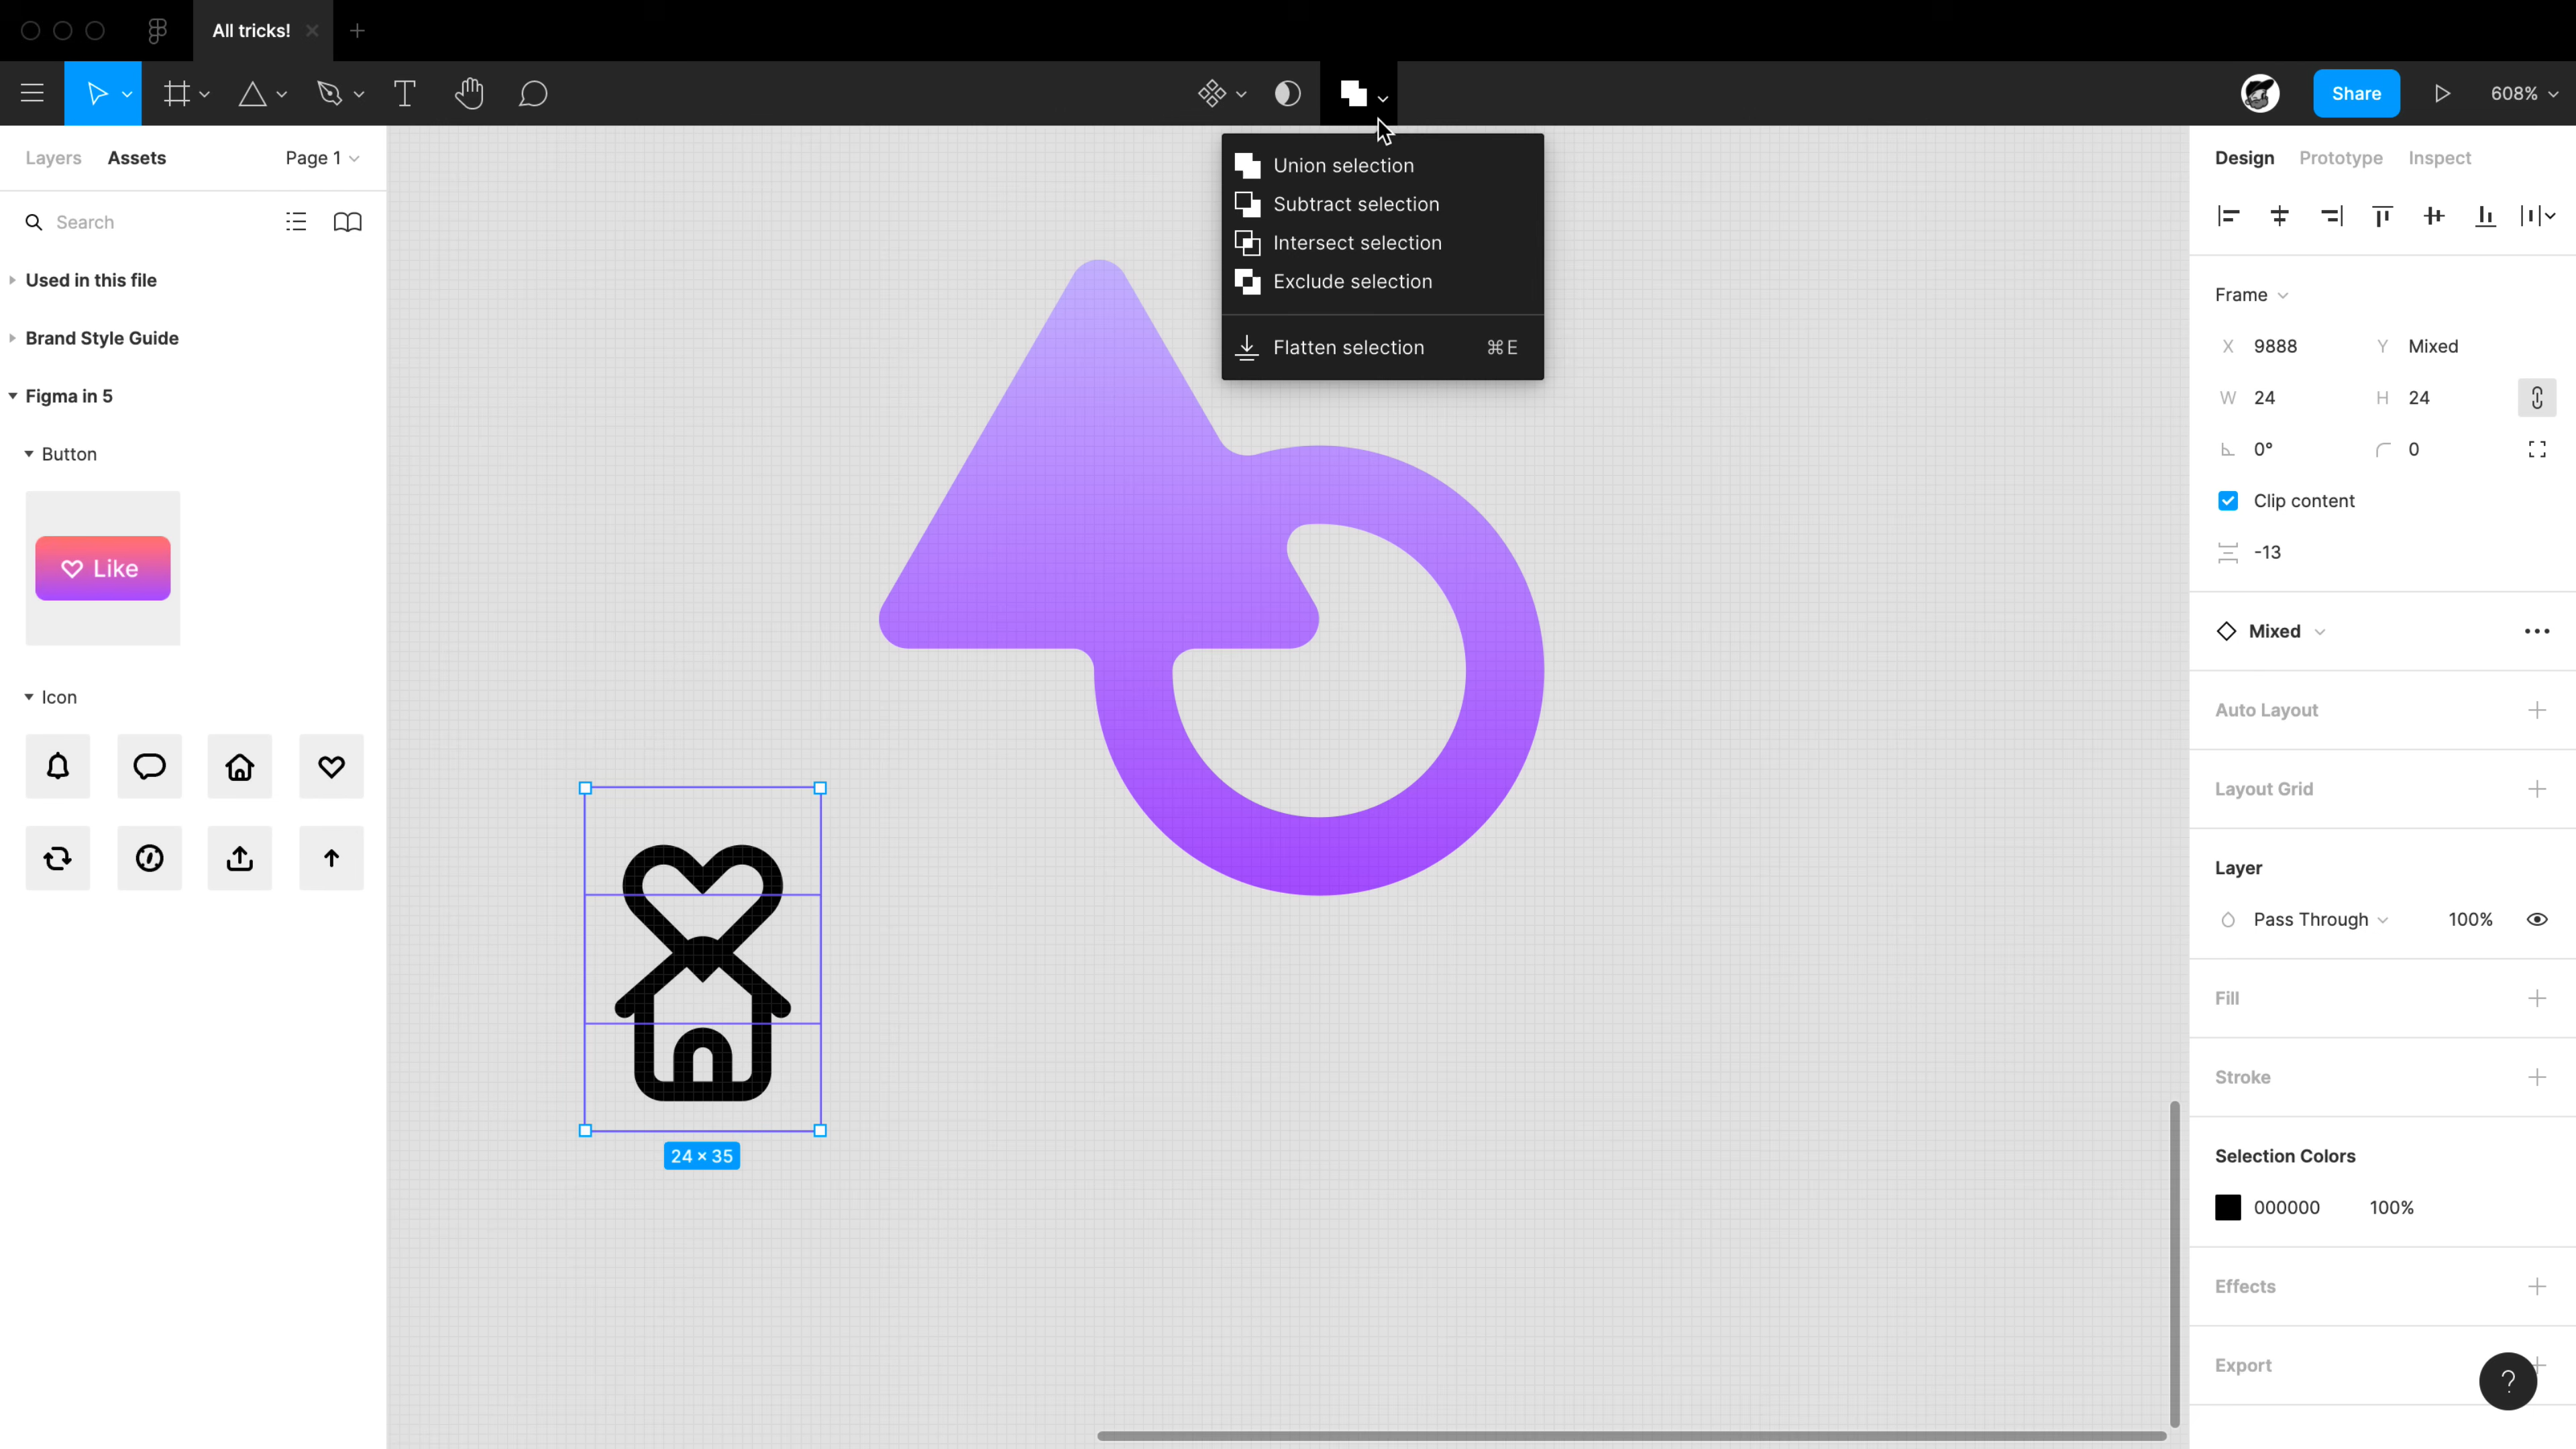 All tricks!
Share
608%
Layers Assets Page 1
Search
Used in this file
Brand Style Guide
Figma in 5
Button
Like
Icon
Union selection
Subtract selection
Intersect selection
Exclude selection
Flatten selection ⌘E
24 × 35
Design Prototype Inspect
Frame
X 9888 Y Mixed
W 24 H 24
0° 0
Clip content
-13
Mixed
Auto Layout
Layout Grid
Layer
Pass Through 100%
Fill
Stroke
Selection Colors
000000 100%
Effects
Export
?